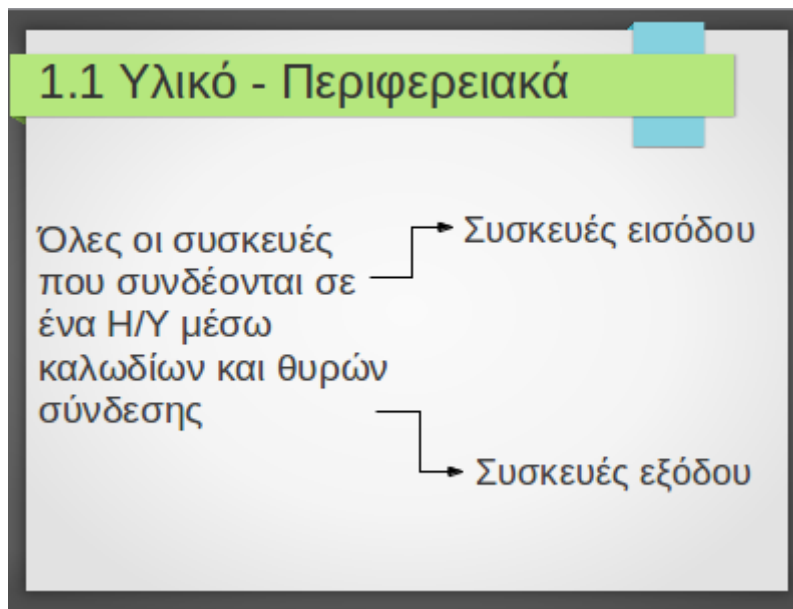 1.1 Υλικό - Περιφερειακά
Όλες οι συσκευές
που συνδέονται σε
ένα Η/Υ μέσω
καλωδίων και θυρών
σύνδεσης
Συσκευές εισόδου
Συσκευές εξόδου